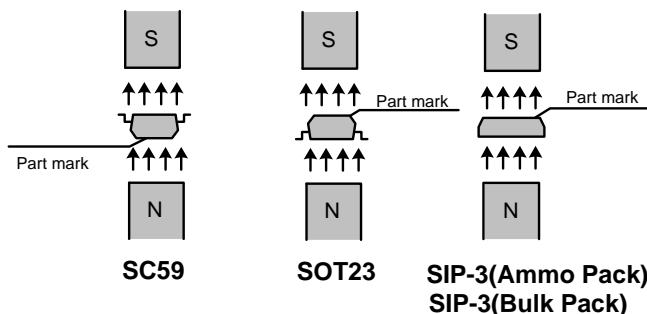 S
S
S
Part mark
Part mark
Part mark
N
N
N
SC59
SOT23
SIP-3(Ammo Pack)
SIP-3(Bulk Pack)